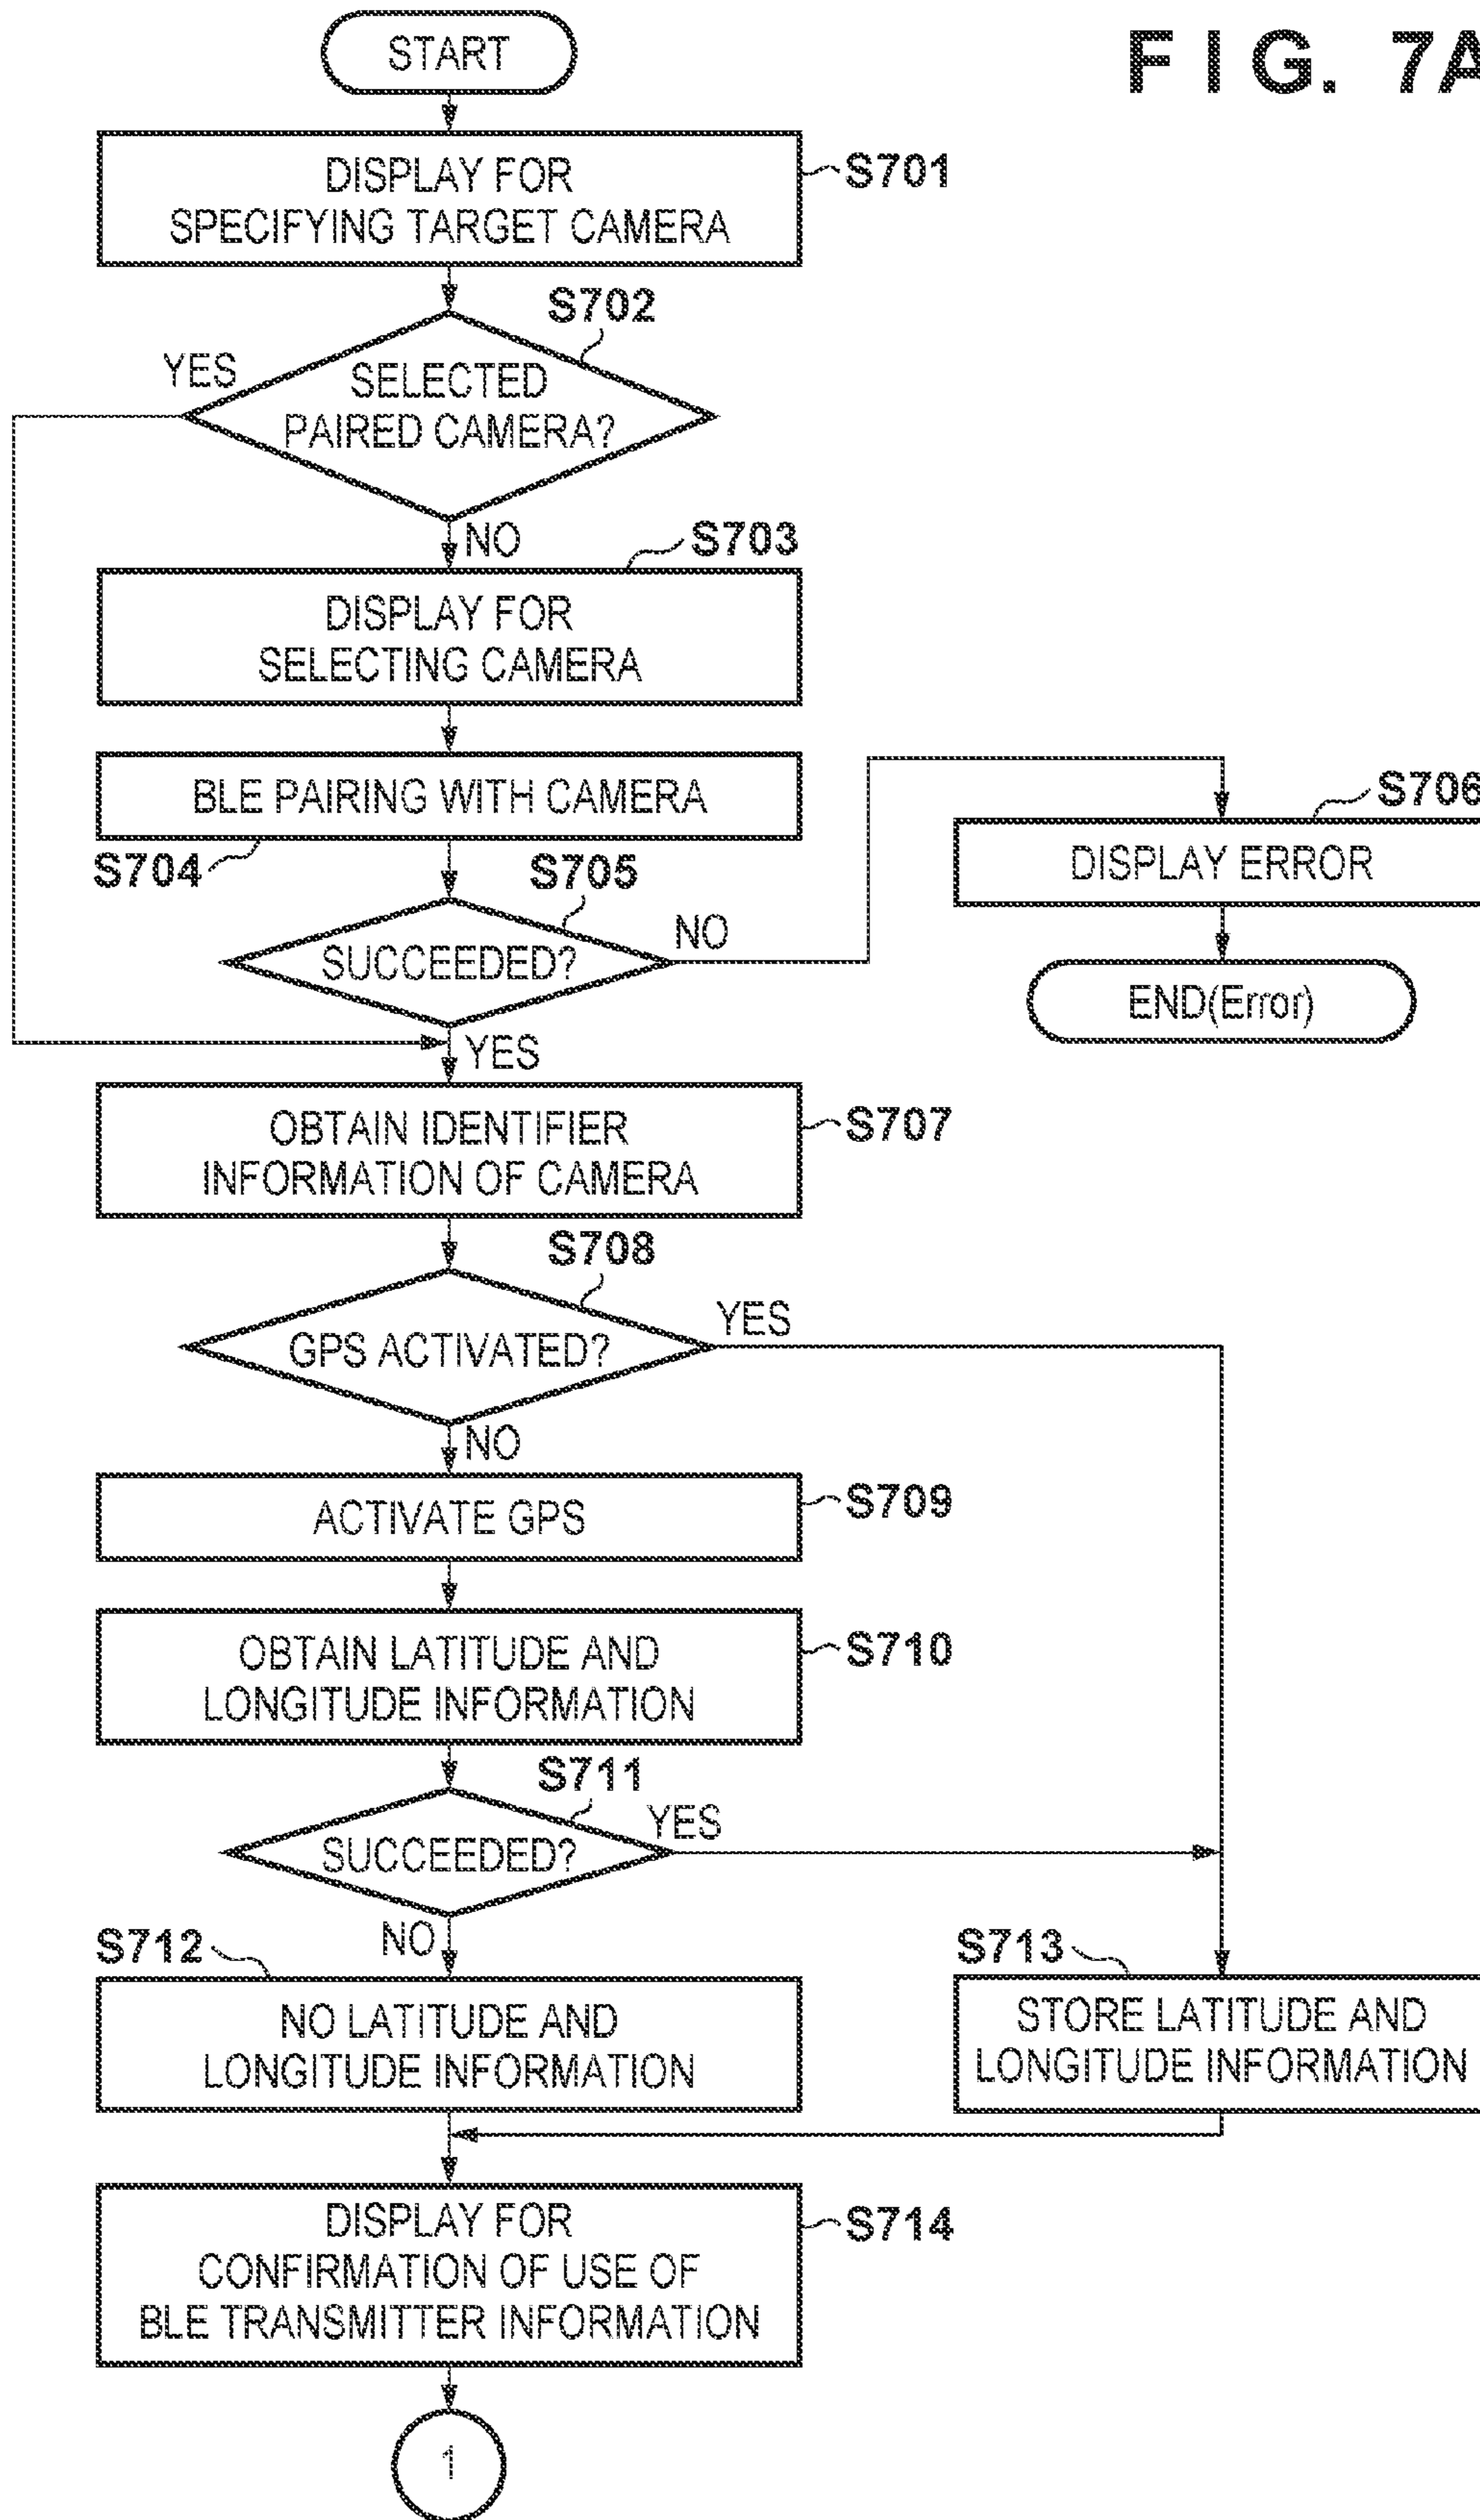 START
F I G. 7A
DISPLAY FOR
SPECIFYING TARGET CAMERA
S701
S702
YES
SELECTED
PAIRED CAMERA?
NO
S703
DISPLAY FOR
SELECTING CAMERA
BLE PAIRING WITH CAMERA
S704
S705
S706
DISPLAY ERROR
SUCCEEDED?
NO
END(Error)
YES
OBTAIN IDENTIFIER
INFORMATION OF CAMERA
S707
S708
GPS ACTIVATED?
YES
NO
ACTIVATE GPS
S709
OBTAIN LATITUDE AND
LONGITUDE INFORMATION
S710
S711
SUCCEEDED?
YES
NO
S712
NO LATITUDE AND
LONGITUDE INFORMATION
S713
STORE LATITUDE AND
LONGITUDE INFORMATION
DISPLAY FOR
CONFIRMATION OF USE OF
BLE TRANSMITTER INFORMATION
S714
1